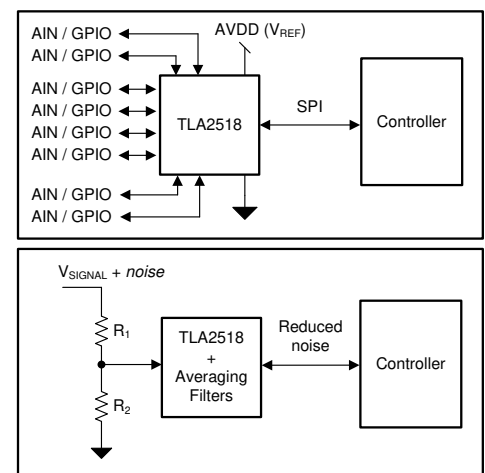 AIN / GPIO
AVDD (VREF)
AIN / GPIO
AIN / GPIO
AIN / GPIO
AIN / GPIO
AIN / GPIO
AIN / GPIO
AIN / GPIO
TLA2518
SPI
Controller
VSIGNAL + noise
R1
R2
TLA2518
+
Averaging
Filters
Reduced
noise
Controller